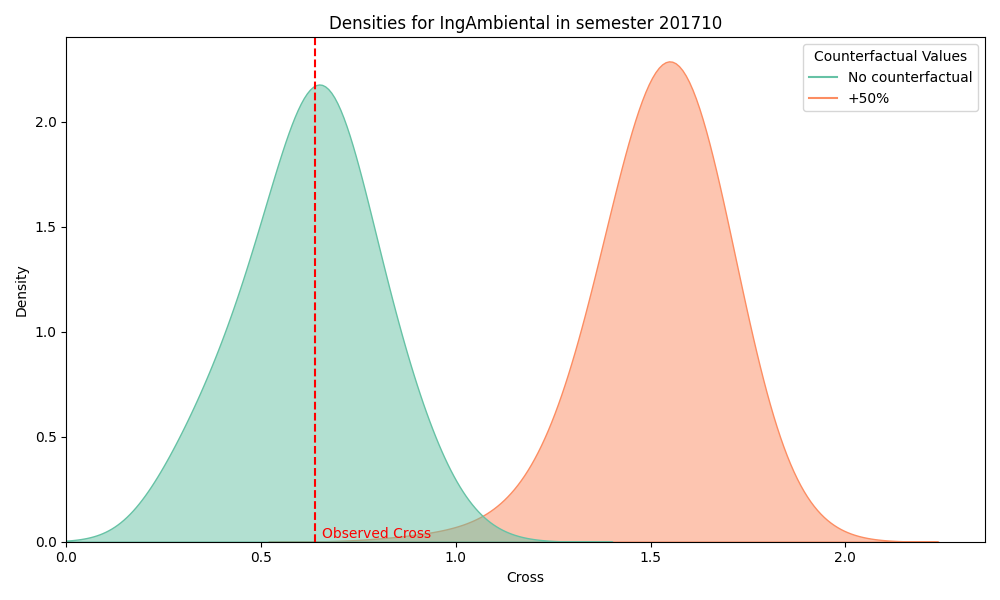 Densities for IngAmbiental in semester 201710
Counterfactual Values
No counterfactual
+50%
Density
2.0
1.5
1.0
0.5
0.0
Observed Cross
0.0 0.5 1.0 1.5 2.0
Cross